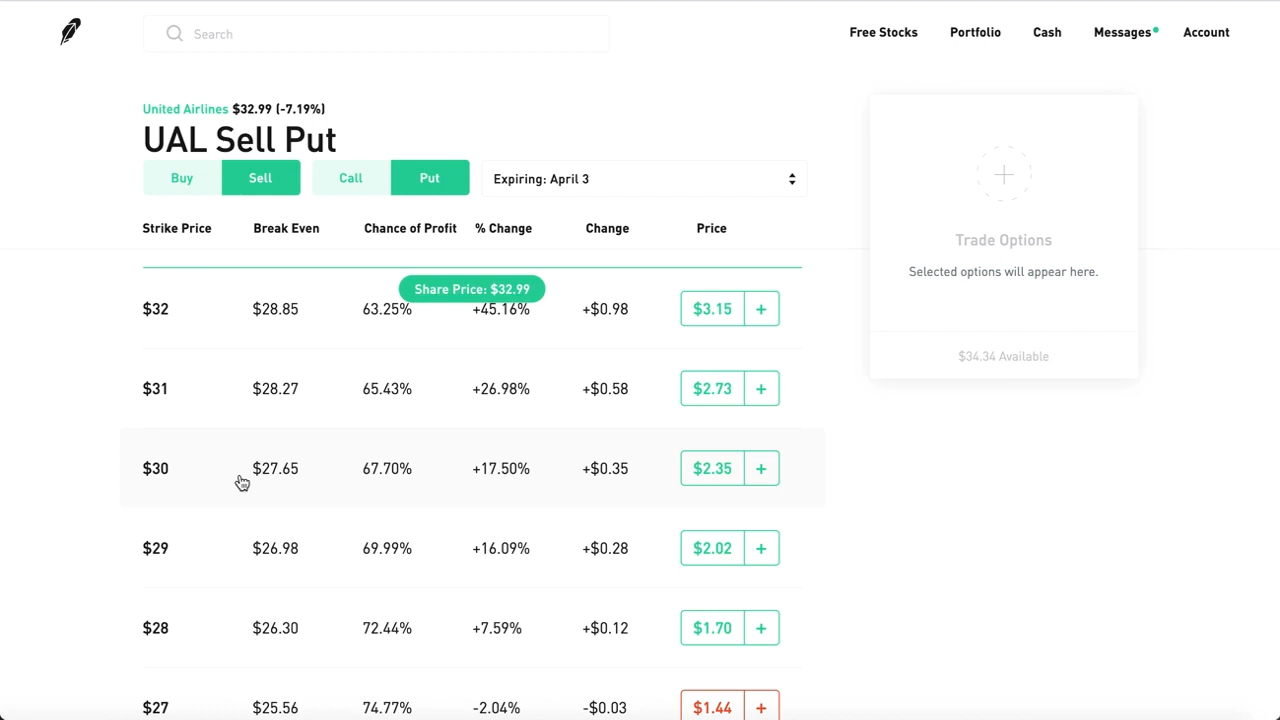 Search
Free Stocks Portfolio Cash Messages Account
United Airlines $32.99 (-7.19%)
UAL Sell Put
Buy Sell Call Put Expiring: April 3
Strike Price Break Even Chance of Profit % Change Change Price
Share Price: $32.99
$32 $28.85 63.25% +45.16% +$0.98 $3.15 +
$31 $28.27 65.43% +26.98% +$0.58 $2.73 +
$30 $27.65 67.70% +17.50% +$0.35 $2.35 +
$29 $26.98 69.99% +16.09% +$0.28 $2.02 +
$28 $26.30 72.44% +7.59% +$0.12 $1.70 +
$27 $25.56 74.77% -2.04% -$0.03 $1.44 +
Trade Options
Selected options will appear here.
$34.34 Available